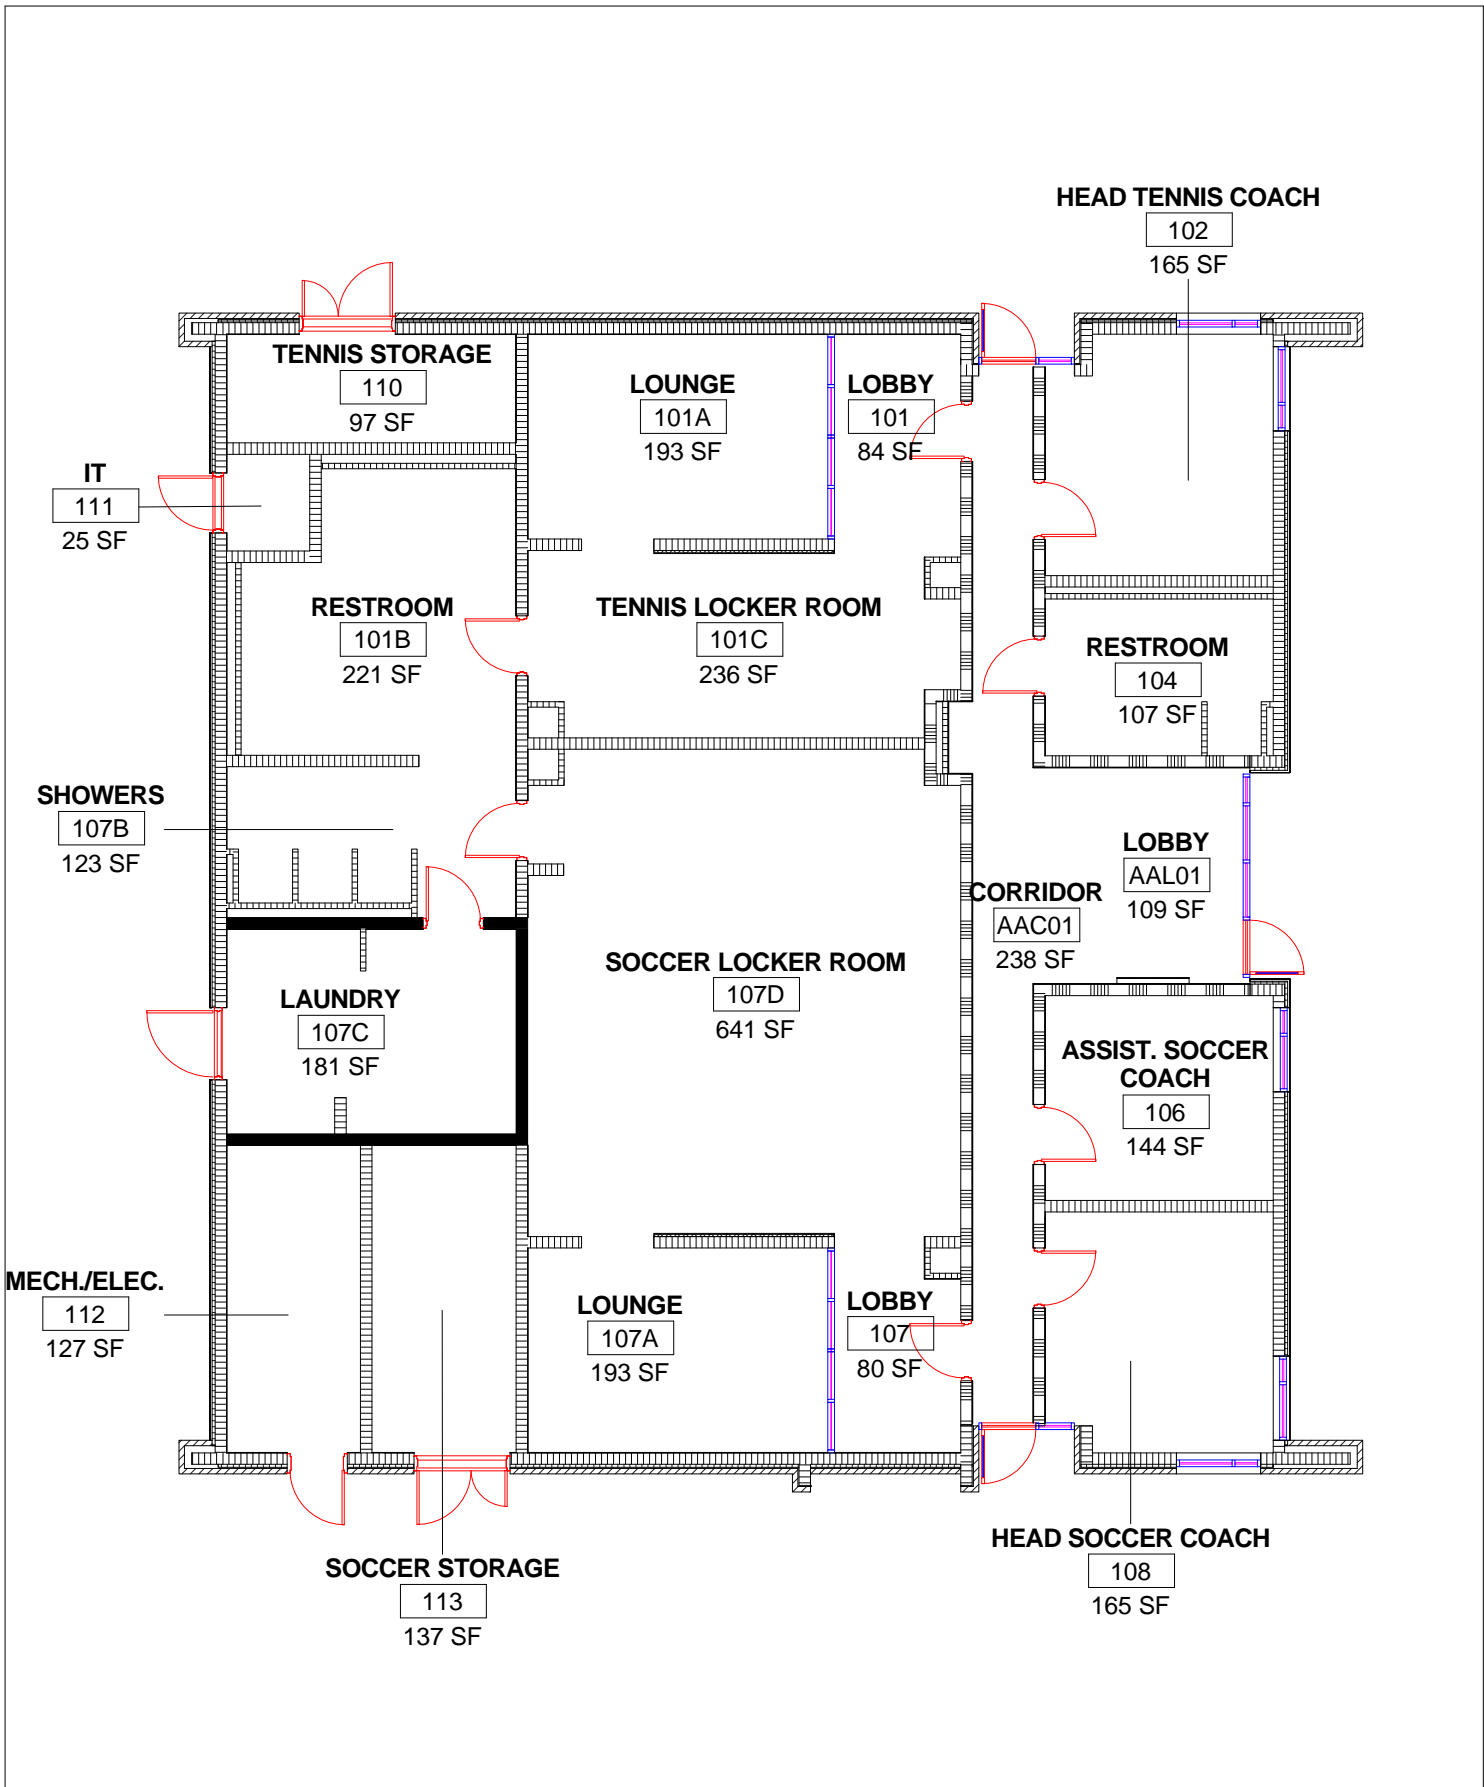 HEAD TENNIS COACH
102
165 SF
TENNIS STORAGE
110
97 SF
LOUNGE
101A
193 SF
LOBBY
101
84 SF
IT
111
25 SF
RESTROOM
101B
221 SF
TENNIS LOCKER ROOM
101C
236 SF
RESTROOM
104
107 SF
SHOWERS
107B
123 SF
LOBBY
AAL01
109 SF
CORRIDOR
AAC01
238 SF
SOCCER LOCKER ROOM
107D
641 SF
LAUNDRY
107C
181 SF
ASSIST. SOCCER
COACH
106
144 SF
MECH./ELEC.
112
127 SF
LOUNGE
107A
193 SF
LOBBY
107
80 SF
HEAD SOCCER COACH
108
165 SF
SOCCER STORAGE
113
137 SF